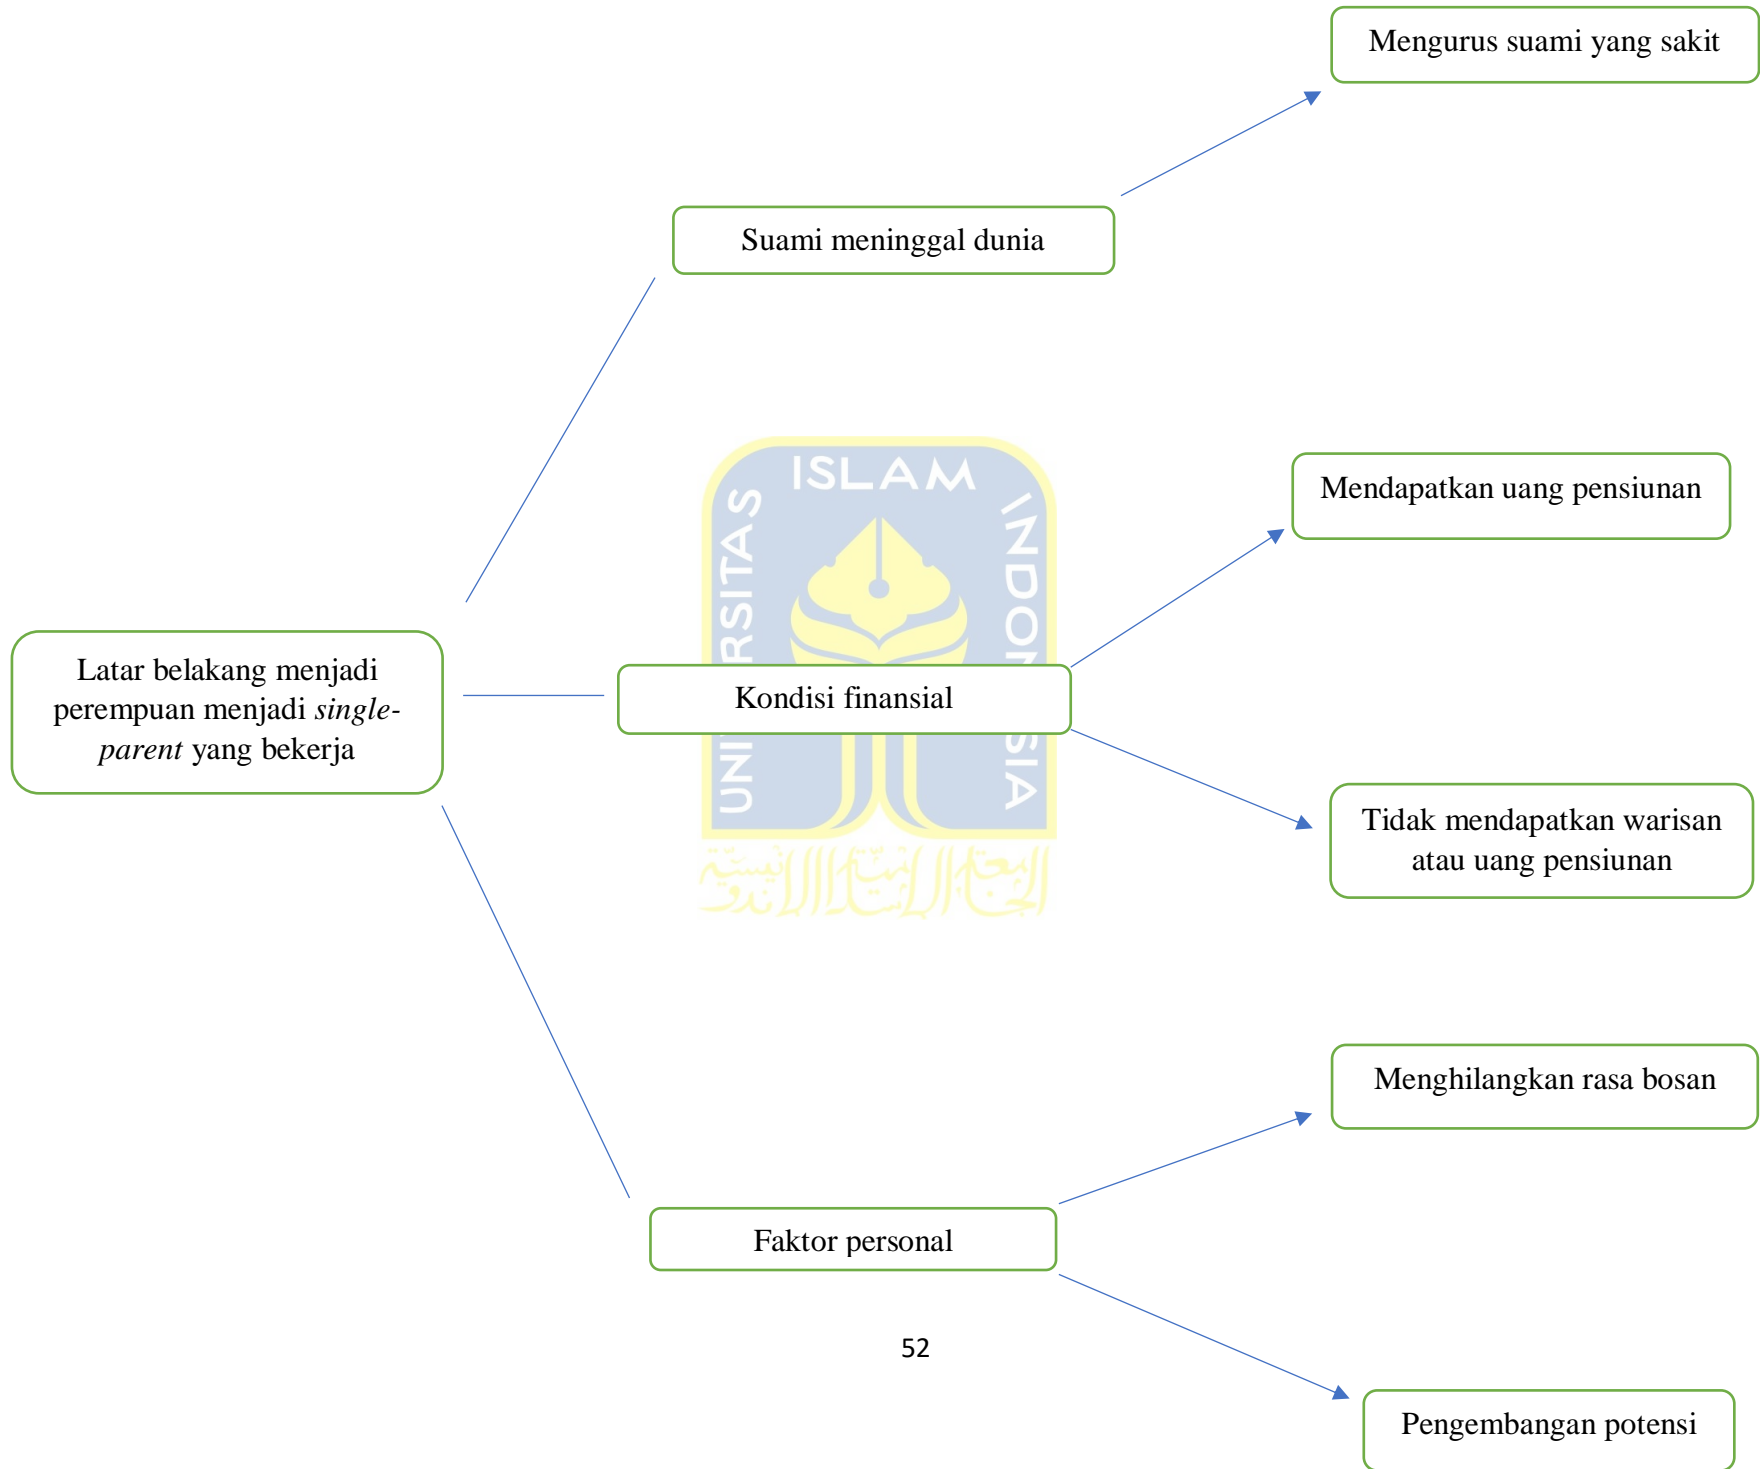 Mengurus suami yang sakit
Suami meninggal dunia
Mendapatkan uang pensiunan
Latar belakang menjadi
perempuan menjadi single-
parent yang bekerja
Kondisi finansial
Tidak mendapatkan warisan
atau uang pensiunan
Menghilangkan rasa bosan
Faktor personal
Pengembangan potensi
52
ISLAM
INDONESIA